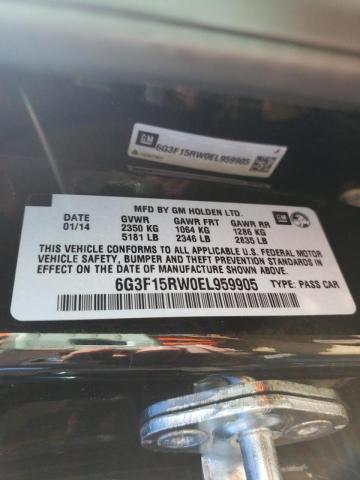 GM
6G3F15RW0EL959905
MFD BY GM HOLDEN LTD.
DATE GVWR GAWR FRT GAWR RR GM
01/14 2350 KG 1064 KG 1286 KG
5181 LB 2346 LB 2835 LB
THIS VEHICLE CONFORMS TO ALL APPLICABLE U.S. FEDERAL MOTOR
VEHICLE SAFETY, BUMPER AND THEFT PREVENTION STANDARDS IN
EFFECT ON THE DATE OF MANUFACTURE SHOWN ABOVE.
6G3F15RW0EL959905 TYPE: PASS CAR